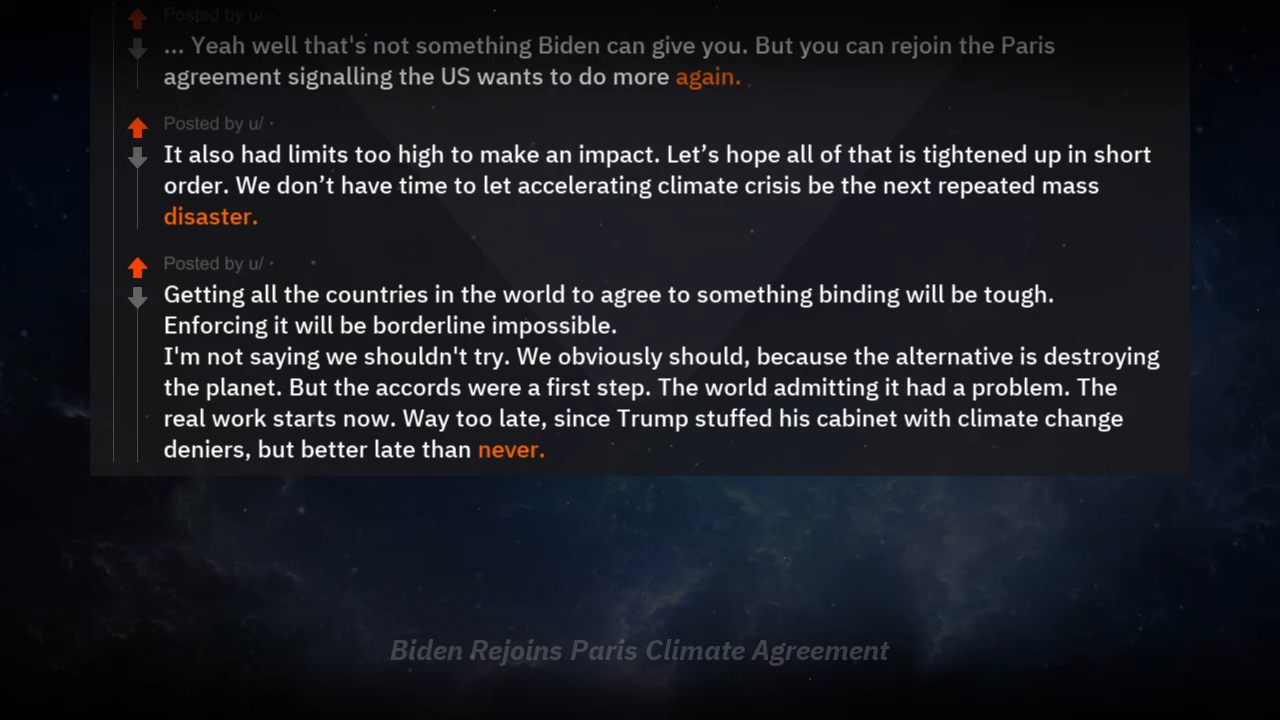 Posted by u/
... Yeah well that's not something Biden can give you. But you can rejoin the Paris
agreement signalling the US wants to do more again.
Posted by u/ ·
It also had limits too high to make an impact. Let’s hope all of that is tightened up in short
order. We don’t have time to let accelerating climate crisis be the next repeated mass
disaster.
Posted by u/ ·
Getting all the countries in the world to agree to something binding will be tough.
Enforcing it will be borderline impossible.
I'm not saying we shouldn't try. We obviously should, because the alternative is destroying
the planet. But the accords were a first step. The world admitting it had a problem. The
real work starts now. Way too late, since Trump stuffed his cabinet with climate change
deniers, but better late than never.
Biden Rejoins Paris Climate Agreement